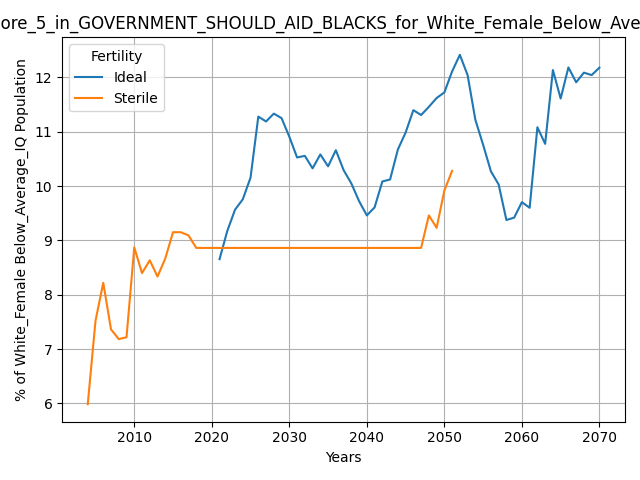 ore_5_in_GOVERNMENT_SHOULD_AID_BLACKS_for_White_Female_Below_Ave
Fertility
Ideal
Sterile
% of White_Female Below_Average_IQ Population
12
11
10
9
8
7
6
2010 2020 2030 2040 2050 2060 2070
Years